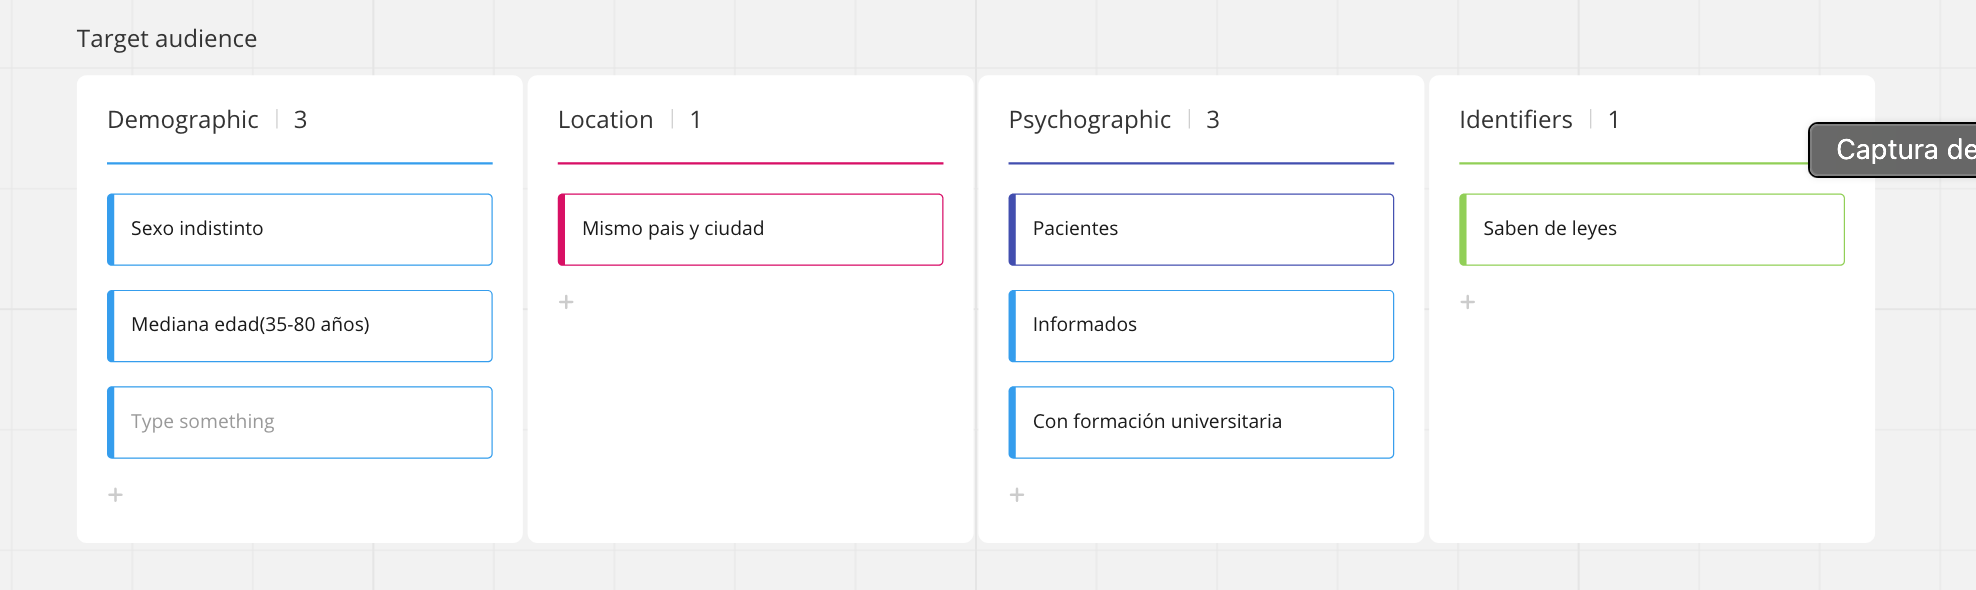 Target audience
Demographic | 3
Sexo indistinto
Mediana edad(35-80 años)
Type something
+
Location | 1
Mismo pais y ciudad
+
Psychographic | 3
Pacientes
Informados
Con formación universitaria
+
Identifiers | 1
Saben de leyes
+
Captura de